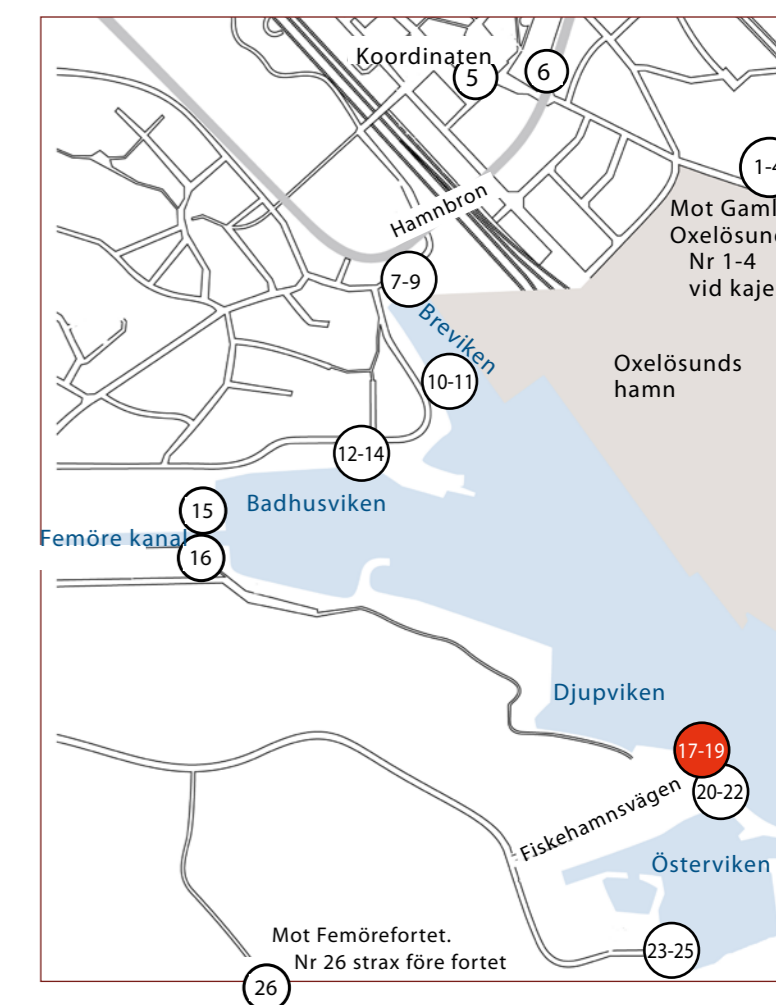 Koordinaten
5
6
1-4
Mot Gaml
Oxelösund
Nr 1-4
vid kaje
Hamnbron
7-9
Breviken
10-11
Oxelösunds
hamn
12-14
15
Badhusviken
Femöre kanal
16
Djupviken
17-19
20-22
Fiskehamnsvägen
Österviken
Mot Femörefortet.
Nr 26 strax före fortet
23-25
26